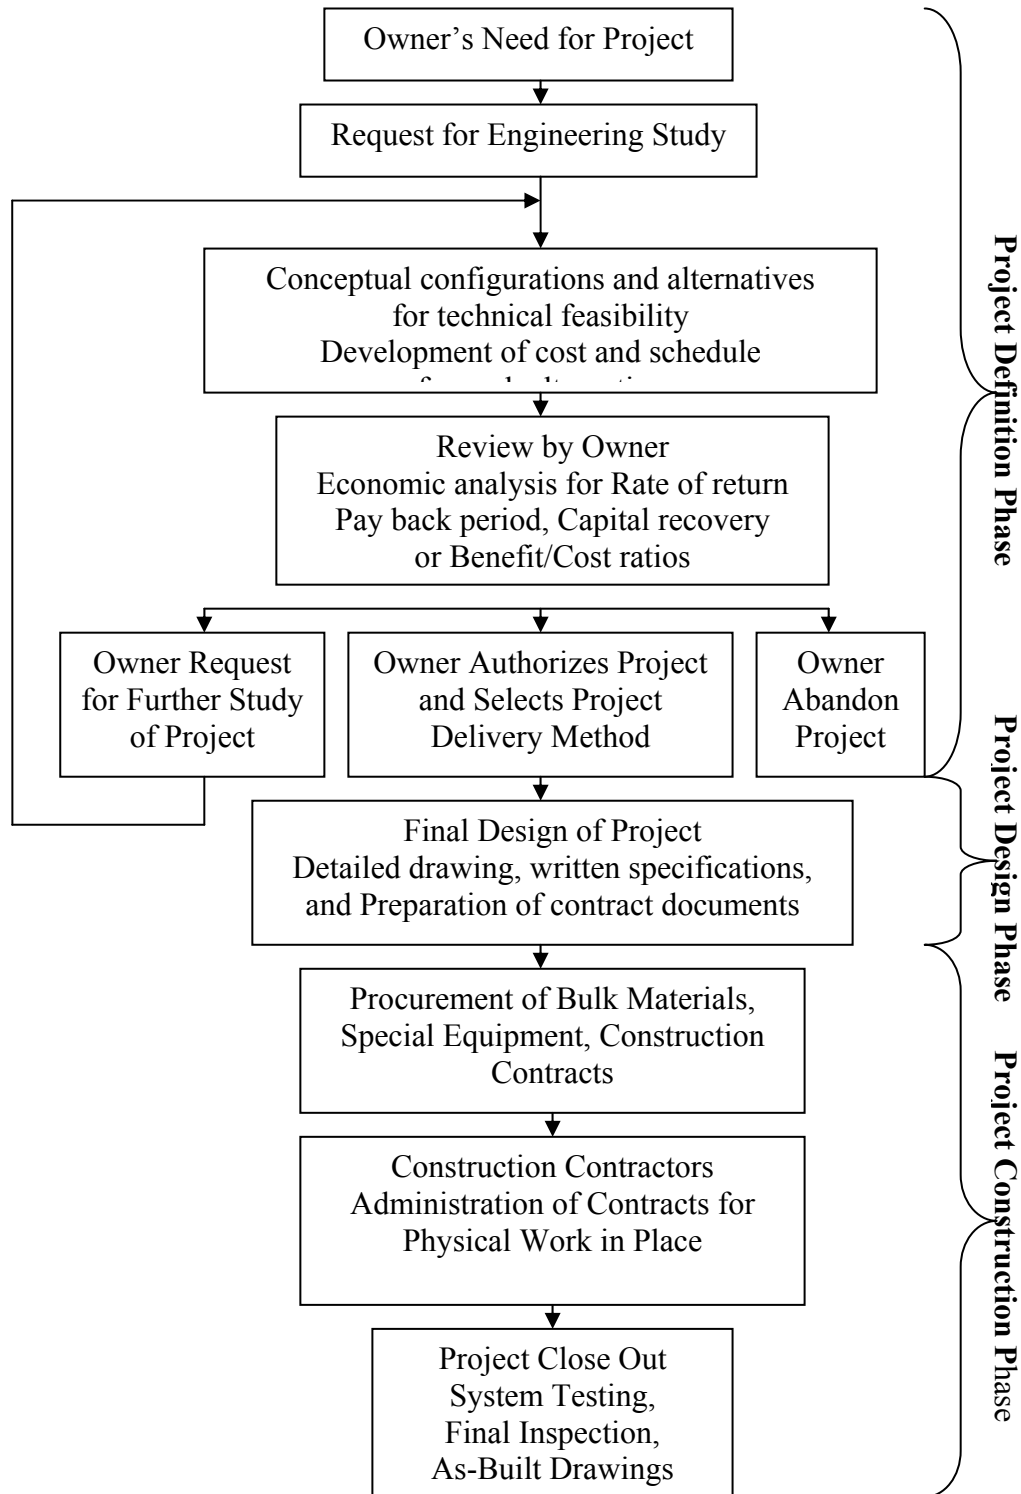 Owner’s Need for Project
Request for Engineering Study
Conceptual configurations and alternatives
for technical feasibility
Development of cost and schedule
Review by Owner
Economic analysis for Rate of return
Pay back period, Capital recovery
or Benefit/Cost ratios
Owner Request
for Further Study
of Project
Owner Authorizes Project
and Selects Project
Delivery Method
Owner
Abandon
Project
Final Design of Project
Detailed drawing, written specifications,
and Preparation of contract documents
Procurement of Bulk Materials,
Special Equipment, Construction
Contracts
Construction Contractors
Administration of Contracts for
Physical Work in Place
Project Close Out
System Testing,
Final Inspection,
As-Built Drawings
Project Definition Phase
Project Design Phase
Project Construction Phase